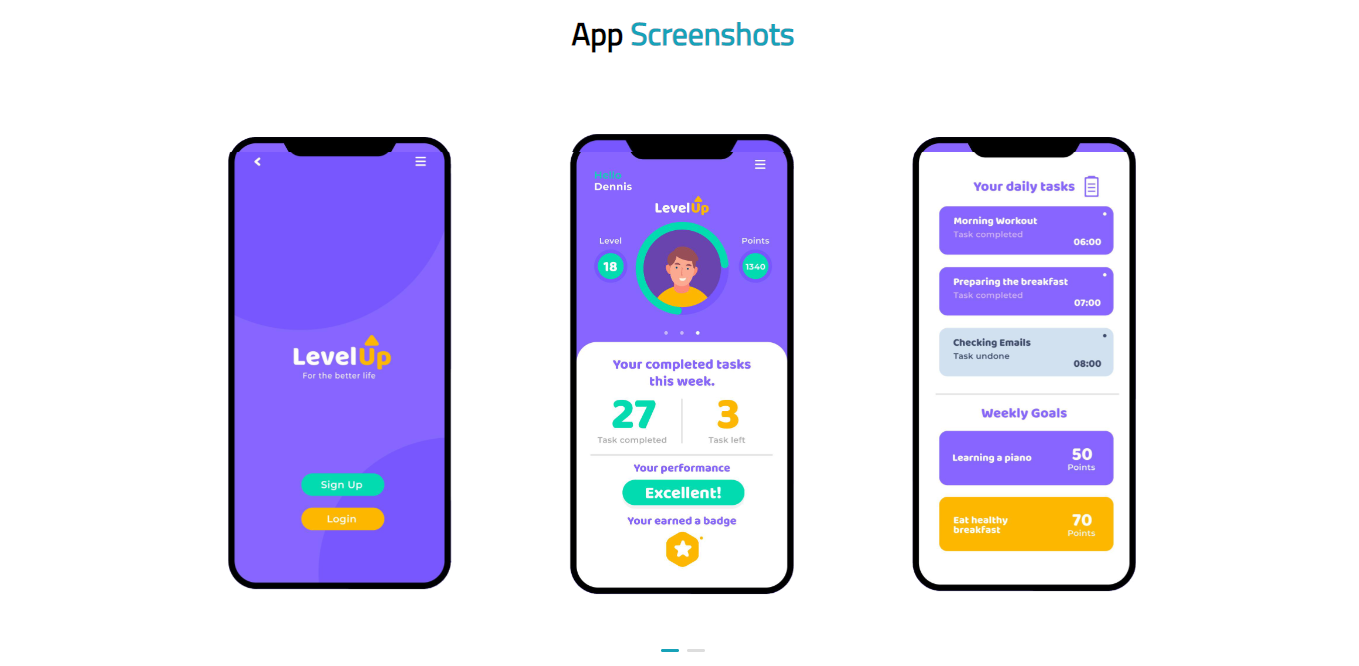 App Screenshots
LevelUp
For the better life
Sign Up
Login
Hello
Dennis
LevelUp
Level
18
Points
1340
Your completed tasks
this week.
27
Task completed
3
Task left
Your performance
Excellent!
Your earned a badge
Your daily tasks
Morning Workout
Task completed
06:00
Preparing the breakfast
Task completed
07:00
Checking Emails
Task undone
08:00
Weekly Goals
Learning a piano
50
Points
Eat healthy
breakfast
70
Points